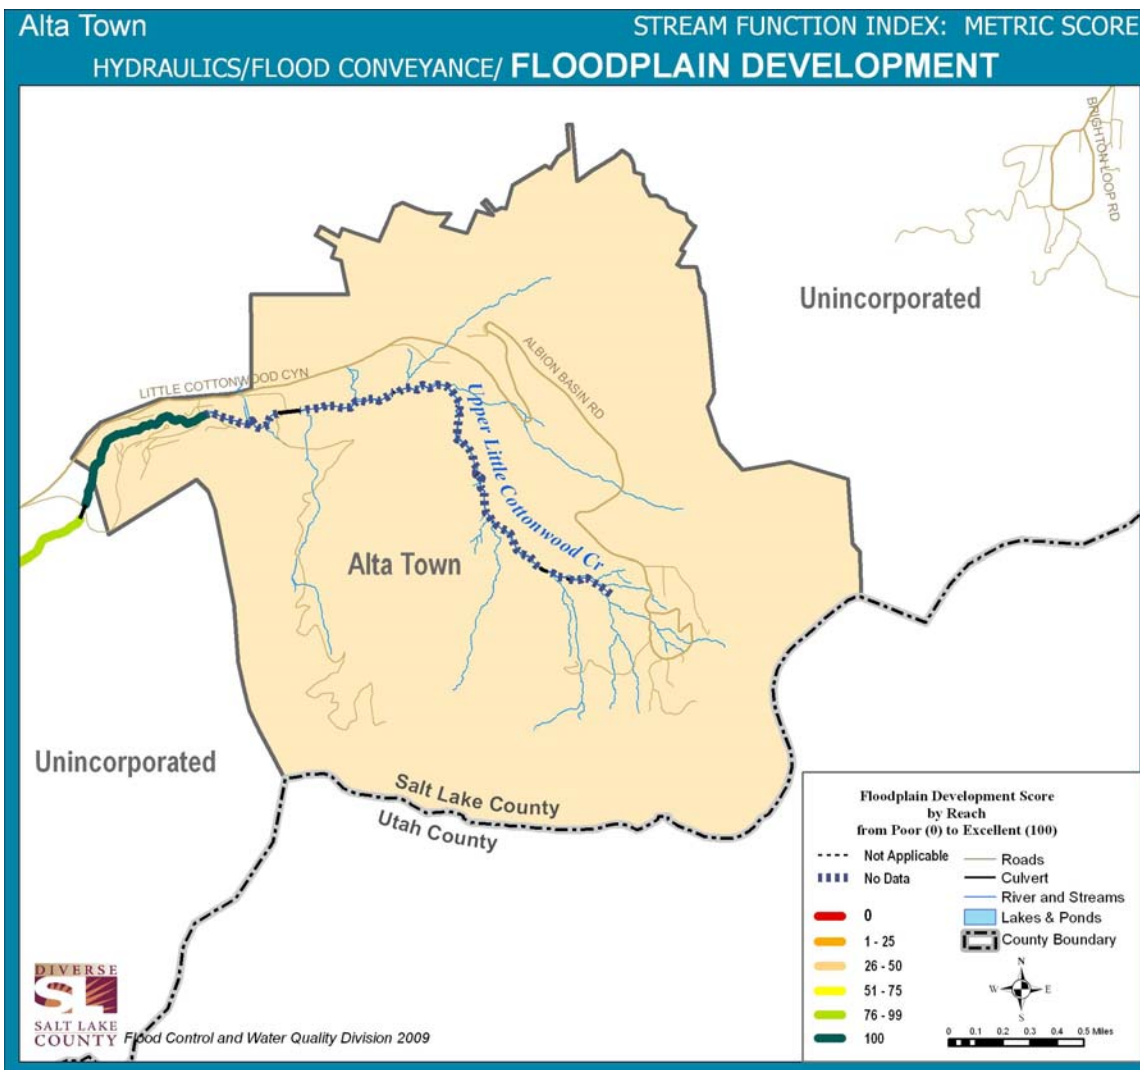 Alta Town
STREAM FUNCTION INDEX: METRIC SCORE
HYDRAULICS/FLOOD CONVEYANCE/ FLOODPLAIN DEVELOPMENT
BRIGHTON LOOP RD
Unincorporated
LITTLE COTTONWOOD CYN
ALBION BASIN RD
Upper Little Cottonwood Cr
Alta Town
Unincorporated
Salt Lake County
Utah County
Floodplain Development Score
by Reach
from Poor (0) to Excellent (100)
Not Applicable
No Data
0
1 - 25
26 - 50
51 - 75
76 - 99
100
Roads
Culvert
River and Streams
Lakes & Ponds
County Boundary
N
W E
S
0 0.1 0.2 0.3 0.4 0.5 Miles
DIVERSE
SL
SALT LAKE
COUNTY
Flood Control and Water Quality Division 2009